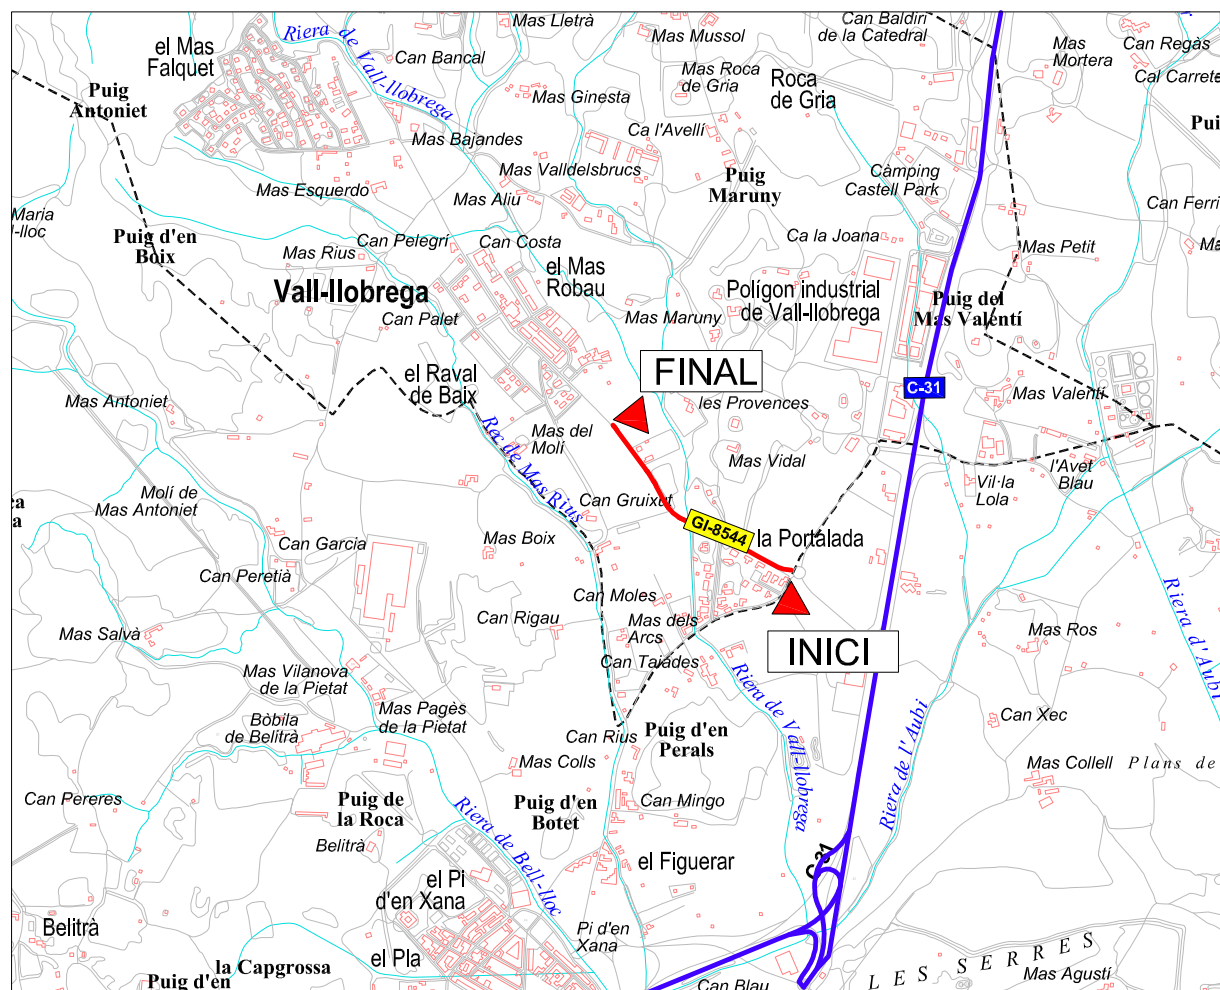 Mas Lletrà
Can Baldiri
de la Catedral
Riera de Vall-llobrega
el Mas
Falquet
Can Bancal
Mas Mussol
Mas
Mortera
Can Regàs
Cal Carrete
Mas Roca
de Gria
Roca
de Gria
Puig
Antoniet
Mas Ginesta
Ca l'Avellí
Mas Bajandes
Pui
Mas Valldelsbrucs
Puig
Maruny
Càmping
Castell Park
Mas Esquerdo
Mas Aliu
Can Ferri
Maria
l-lloc
Puig d'en
Boix
Mas Rius
Can Pelegrí
Can Costa
Ca la Joana
Mas Petit
Ma
el Mas
Robau
Vall-llobrega
Can Palet
Mas Maruny
Polígon industrial
de Vall-llobrega
Puig del
Mas Valentí
FINAL
el Raval
de Baix
C-31
Mas Valentí
Mas Antoniet
les Provences
Rec de Mas Rius
Mas del
Molí
Mas Vidal
l'Avet
Blau
Vil·la
Lola
Molí de
Mas Antoniet
ca
a
Can Gruixut
GI-8544
la Portalada
Can Garcia
Mas Boix
Can Peretià
Can Moles
Can Rigau
Mas dels
Arcs
Mas Salvà
INICI
Mas Ros
Riera d'Aubi
Can Talades
Mas Vilanova
de la Pietat
Riera de Vall-llobrega
Mas Pagès
de la Pietat
Bòbila
de Belitrà
Can Rius
Puig d'en
Perals
Riera de l'Aubi
Can Xec
Mas Colls
Mas Collell
Plans de
Can Pereres
Puig de
la Roca
Puig d'en
Botet
Can Mingo
Belitrà
Riera de Bell-lloc
el Figuerar
C-31
el Pi
d'en Xana
Belitrà
Pi d'en
Xana
el Pla
la Capgrossa
Puig d'en
Can Blau
LES SERRES
Mas Agustí